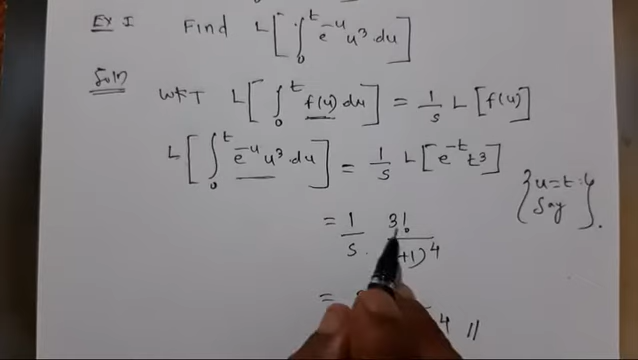 Ex 1 Find L[∫₀ᵗ e⁻ᵘ u³ du]
Soln
WKT L[∫₀ᵗ f(u) du] = 1/s L[f(u)]
L[∫₀ᵗ e⁻ᵘ u³ du] = 1/s L[e⁻ᵗ t³]
{u=t
Say}.
= 1/s 3!/+1)⁴
= 4 //